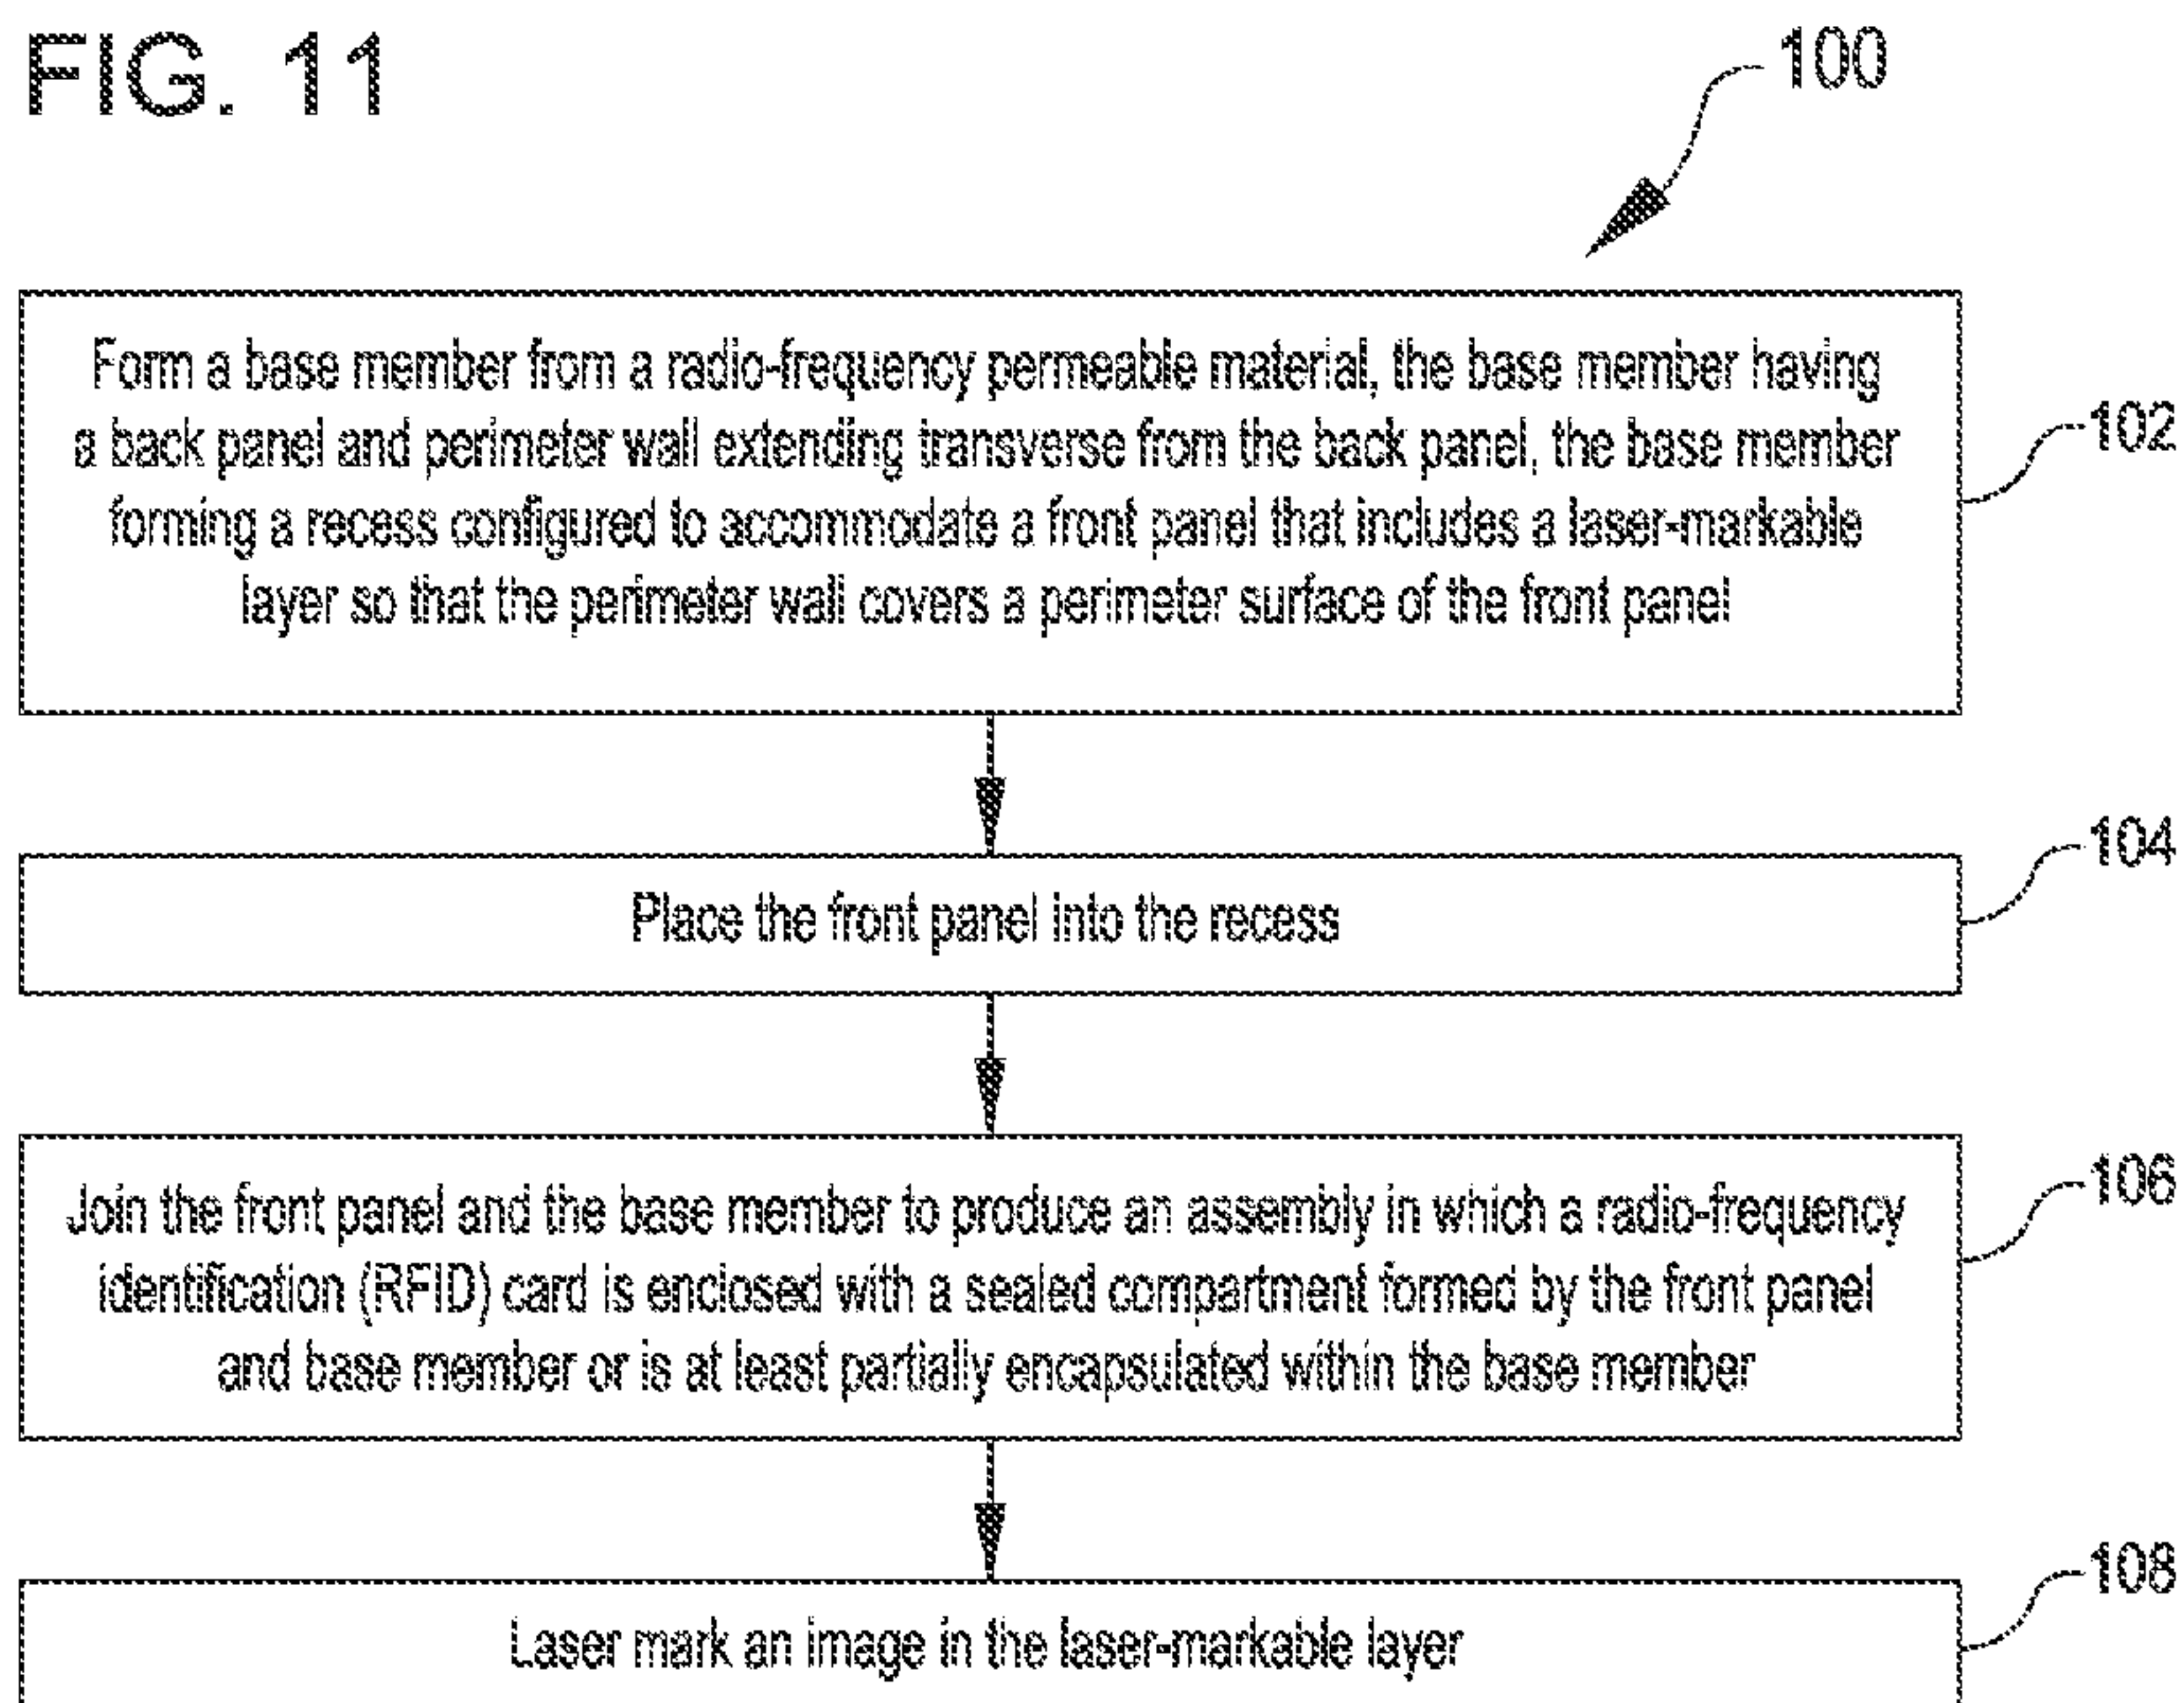 FIG. 11
100
Form a base member from a radio-frequency permeable material, the base member having
a back panel and perimeter wall extending transverse from the back panel, the base member
forming a recess configured to accommodate a front panel that includes a laser-markable
layer so that the perimeter wall covers a perimeter surface of the front panel
102
Place the front panel into the recess
104
Join the front panel and the base member to produce an assembly in which a radio-frequency
identification (RFID) card is enclosed with a sealed compartment formed by the front panel
and base member or is at least partially encapsulated within the base member
106
Laser mark an image in the laser-markable layer
108